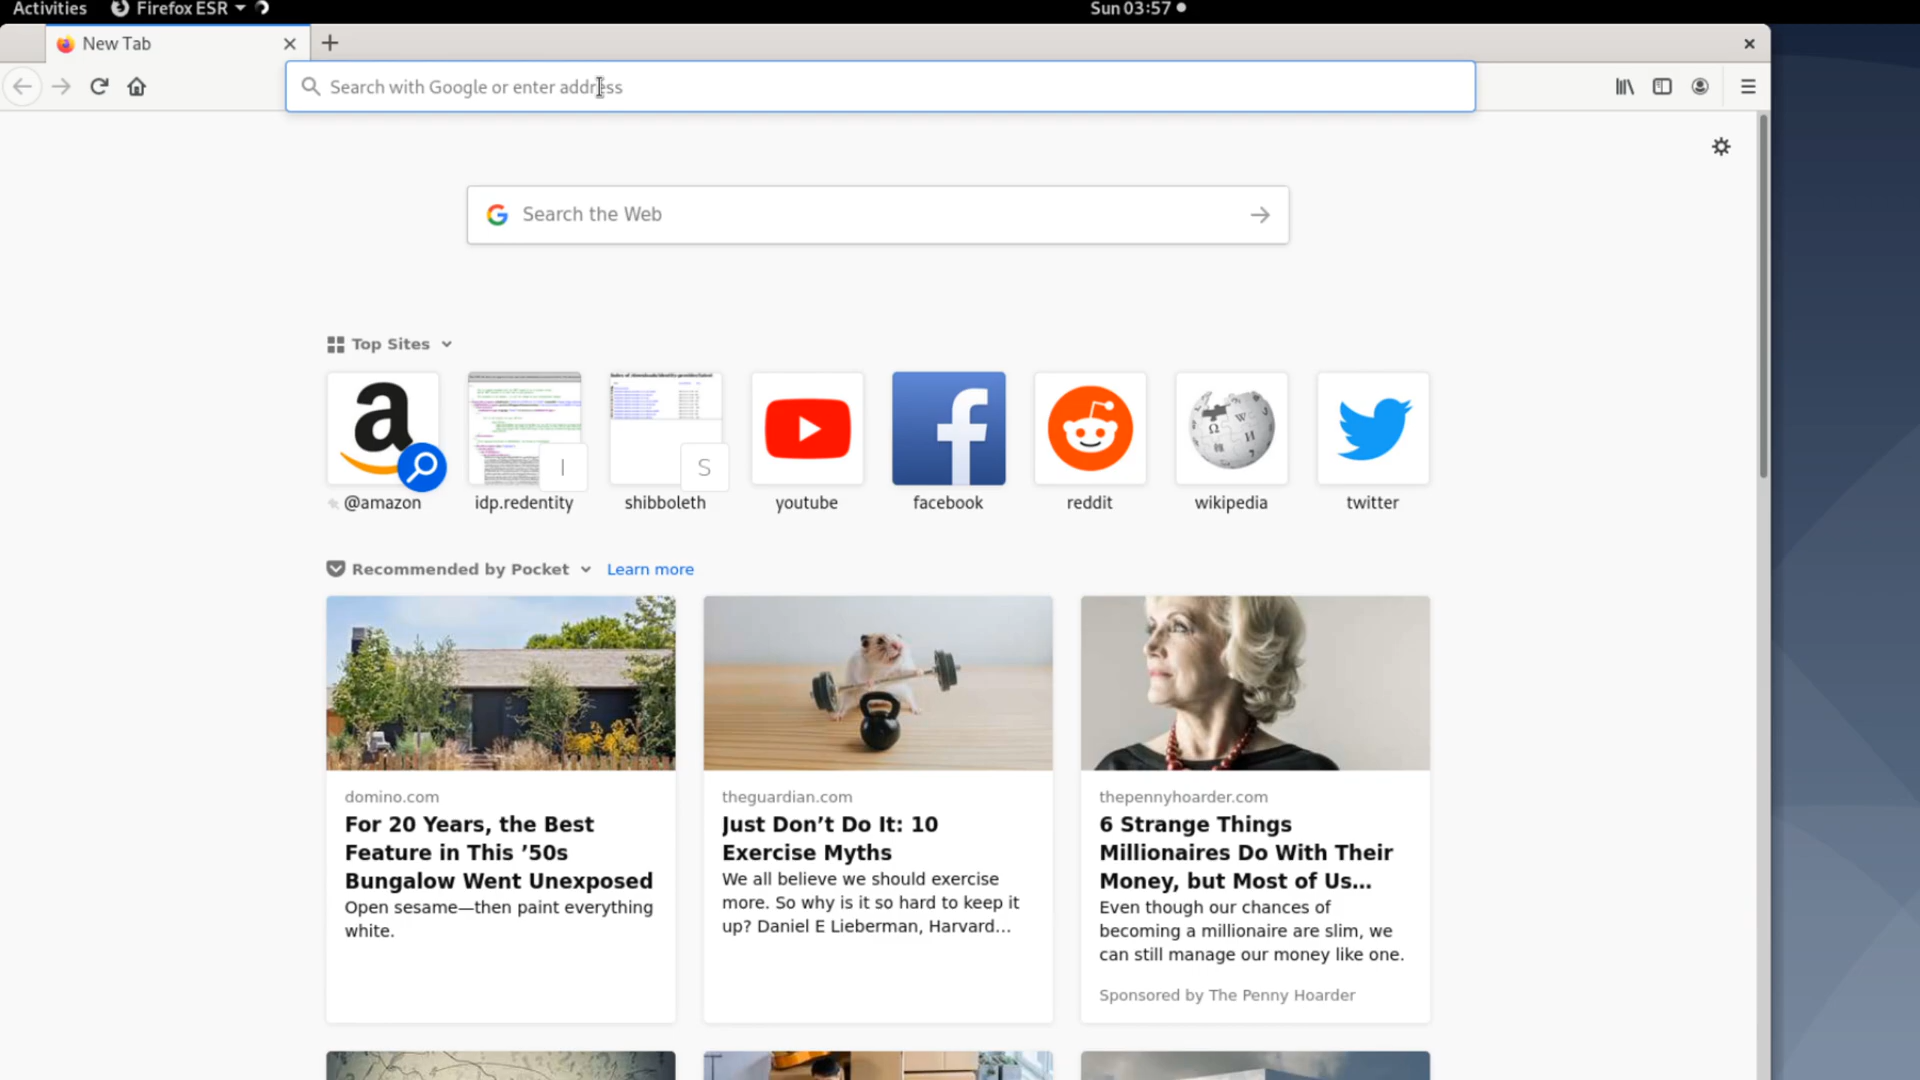 Activities Firefox ESR Sun 03:57
New Tab
Search with Google or enter address
Search the Web
Top Sites
I
S
@amazon idp.redentity shibboleth youtube facebook reddit wikipedia twitter
Recommended by Pocket Learn more
domino.com
For 20 Years, the Best
Feature in This ’50s
Bungalow Went Unexposed
Open sesame—then paint everything
white.
theguardian.com
Just Don’t Do It: 10
Exercise Myths
We all believe we should exercise
more. So why is it so hard to keep it
up? Daniel E Lieberman, Harvard...
thepennyhoarder.com
6 Strange Things
Millionaires Do With Their
Money, but Most of Us...
Even though our chances of
becoming a millionaire are slim, we
can still manage our money like one.
Sponsored by The Penny Hoarder